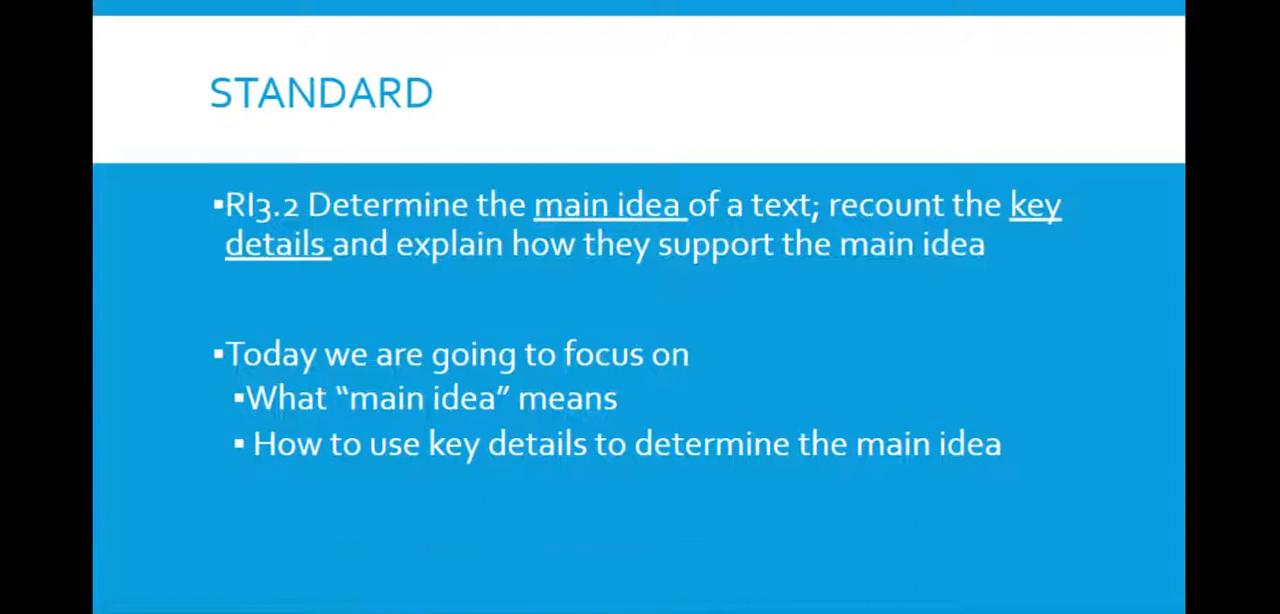 STANDARD
▪RI3.2 Determine the main idea of a text; recount the key
details and explain how they support the main idea
▪Today we are going to focus on
▪What “main idea” means
▪ How to use key details to determine the main idea